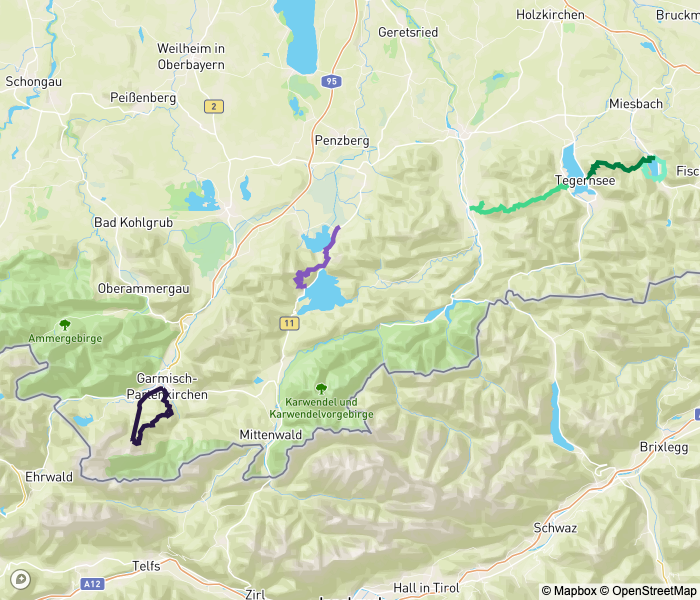 Holzkirchen
Bruckm
Geretsried
Weilheim in
Oberbayern
Schongau
95
Peißenberg
2
Miesbach
Penzberg
Tegernsee
Fisc
Bad Kohlgrub
Oberammergau
Ammergebirge
11
Garmisch-
Partenkirchen
Karwendel und
Karwendelvorgebirge
Mittenwald
Brixlegg
Ehrwald
Schwaz
Telfs
A12
Zirl
Hall in Tirol
© Mapbox © OpenStreetMap